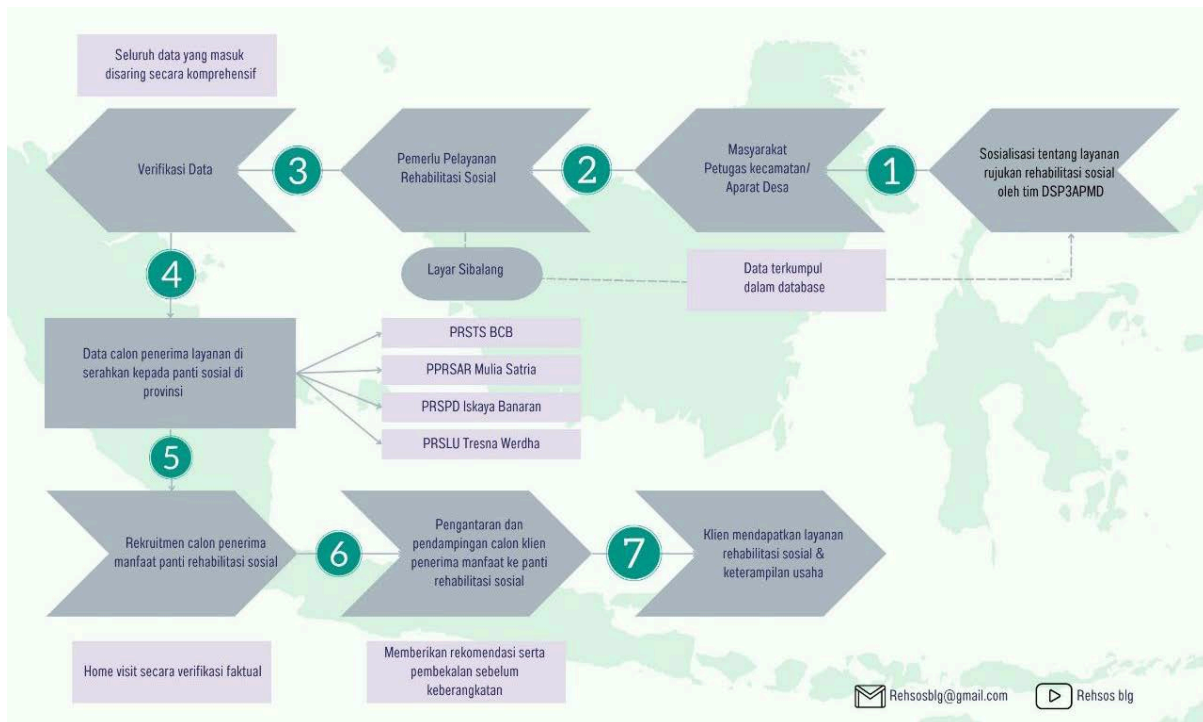 Seluruh data yang masuk
disaring secara komprehensif
Verifikasi Data
3
Pemerlu Pelayanan
Rehabilitasi Sosial
2
Masyarakat
Petugas kecamatan/
Aparat Desa
1
Sosialisasi tentang layanan
rujukan rehabilitasi sosial
oleh tim DSP3APMD
4
Layar Sibalang
Data terkumpul
dalam database
Data calon penerima layanan di
serahkan kepada panti sosial di
provinsi
PRSTS BCB
PPRSAR Mulia Satria
PRSPD Iskaya Banaran
PRSLU Tresna Werdha
5
Rekruitmen calon penerima
manfaat panti rehabilitasi sosial
6
Pengantaran dan
pendampingan calon klien
penerima manfaat ke panti
rehabilitasi sosial
7
Klien mendapatkan layanan
rehabilitasi sosial &
keterampilan usaha
Home visit secara verifikasi faktual
Memberikan rekomendasi serta
pembekalan sebelum
keberangkatan
Rehsosblg@gmail.com
Rehsos blg